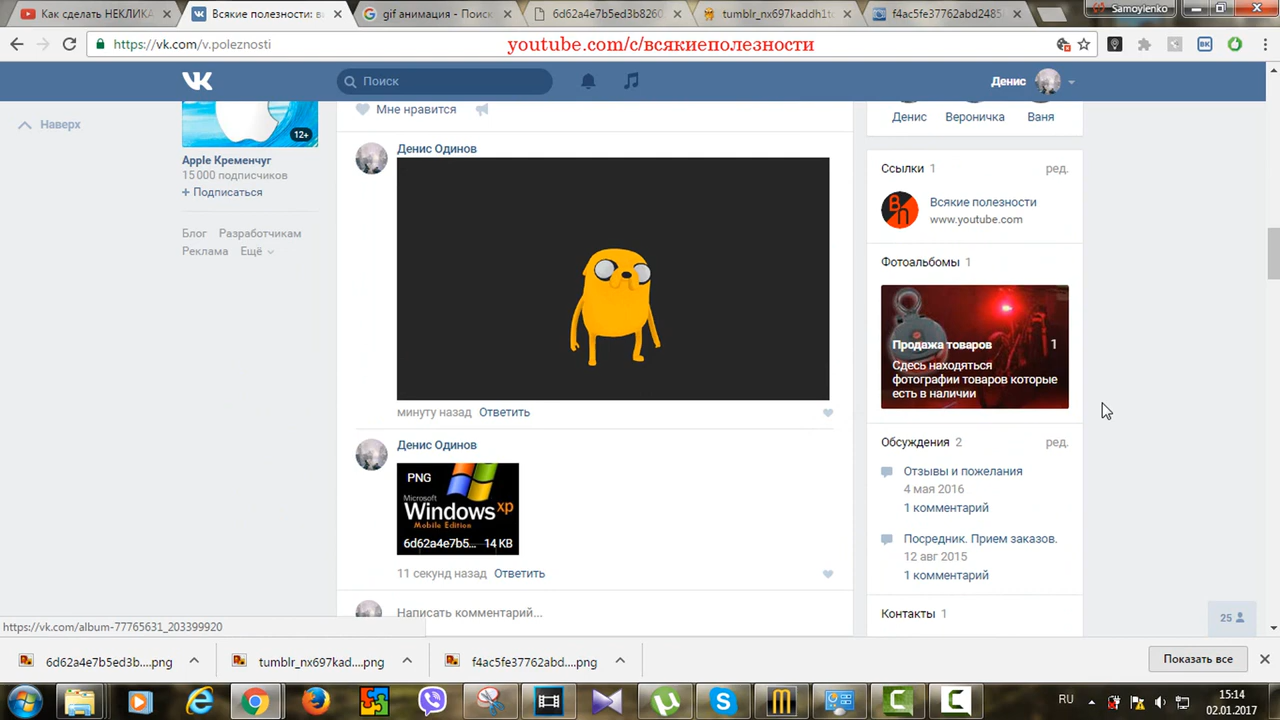 Как сделать НЕКЛИКА
Всякие полезности: в
gif анимация - Поиск
6d62a4e7b5ed3b8260
tumblr_nx697kaddh1t
f4ac5fe37762abd2485
Samoylenko
https://vk.com/v.poleznosti
youtube.com/c/всякиеполезности
Поиск
Денис
Наверх
12+
Apple Кременчуг
15 000 подписчиков
+ Подписаться
Блог Разработчикам
Реклама Ещё
Мне нравится
Денис Одинов
минуту назад Ответить
Денис Одинов
PNG
Microsoft
Windows xp
Mobile Edition
6d62a4e7b5... 14 KB
11 секунд назад Ответить
Написать комментарий...
Денис Вероничка Ваня
Ссылки 1 ред.
Вп
Всякие полезности
www.youtube.com
Фотоальбомы 1
Продажа товаров 1
Сдесь находяться
фотографии товаров которые
есть в наличии
Обсуждения 2 ред.
Отзывы и пожелания
4 мая 2016
1 комментарий
Посредник. Прием заказов.
12 авг 2015
1 комментарий
Контакты 1
25
https://vk.com/album-77765631_203399920
6d62a4e7b5ed3b....png
tumblr_nx697kad....png
f4ac5fe37762abd....png
Показать все
RU
15:14
02.01.2017